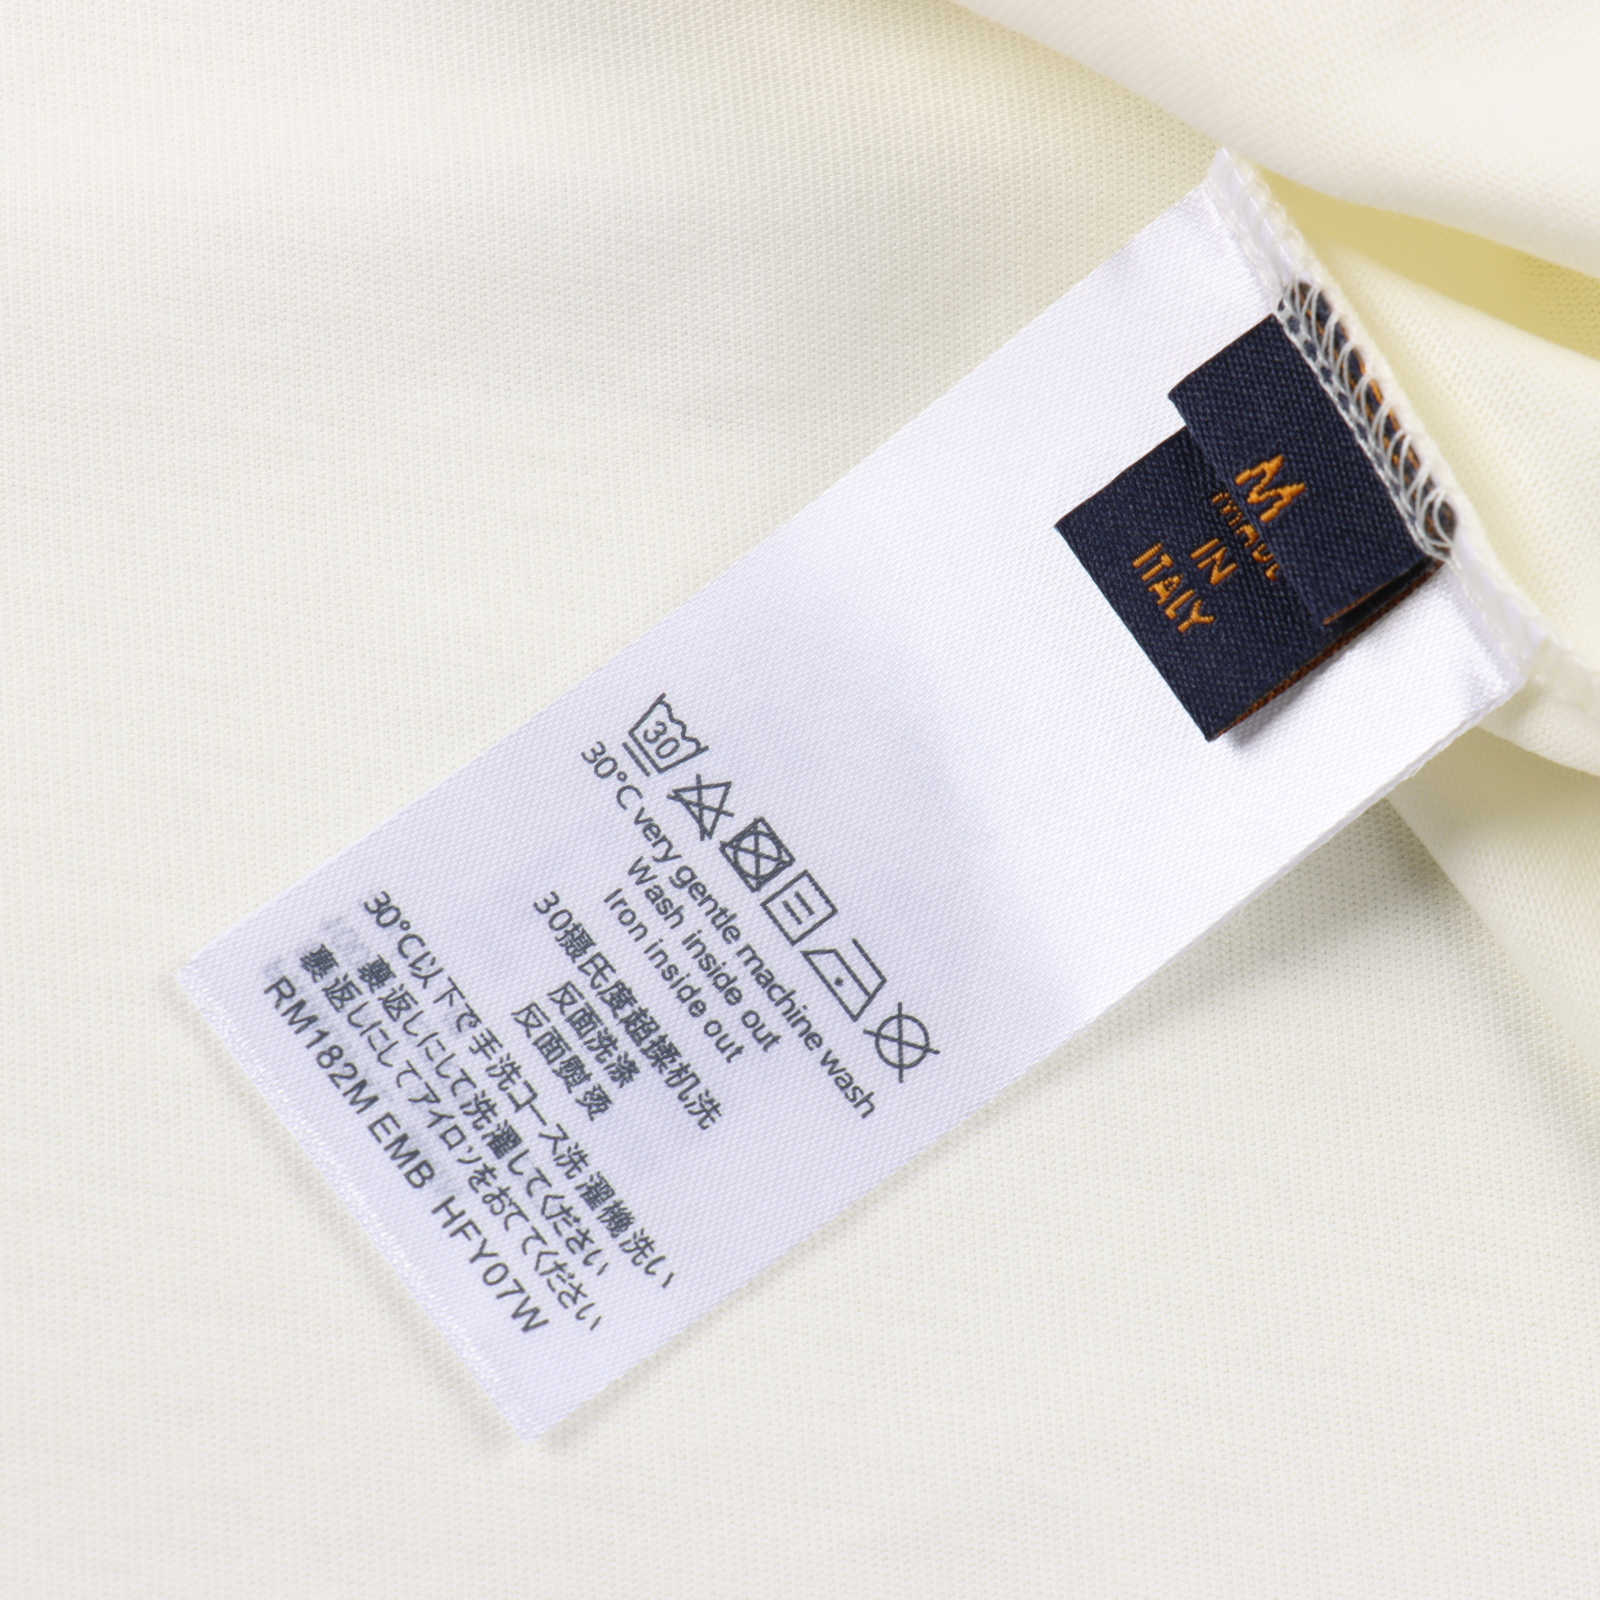 M
MADE
IN
ITALY
30
30°C very gentle machine wash
Wash inside out
Iron inside out
30摄氏度超揉机洗
反面洗涤
反面熨烫
30°C以下で手洗コース洗濯機洗い
裏返しにして洗濯してください
裏返しにしてアイロンをおててください
RM182M EMB HFY07W